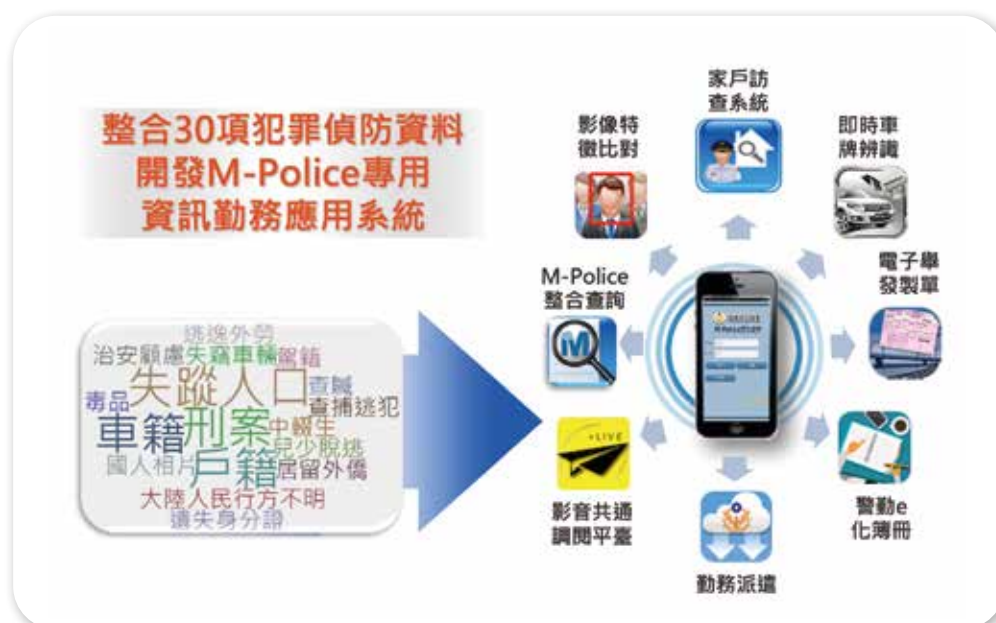 整合30項犯罪偵防資料
開發M-Police專用
資訊勤務應用系統
逃逸外勞
治安顧慮 失竊車輛 駕籍
失蹤人口 查贓
毒品 查捕逃犯
車籍 刑案 中輟生
兒少脫逃
國人相片 戶籍 居留外僑
大陸人民行方不明
遺失身分證
家戶訪
查系統
影像特
徵比對
即時車
牌辨識
M-Police
整合查詢
iM
電子舉
發製單
LIVE
影音共通
調閱平臺
勤務派遣
警勤e
化簿冊